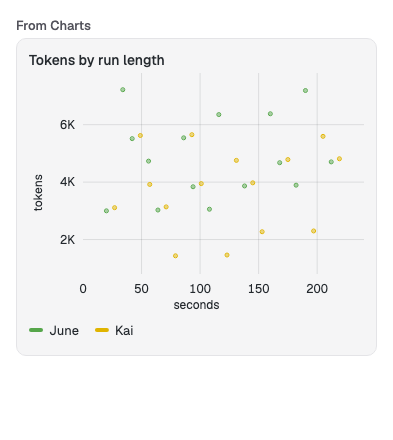 From Charts
Tokens by run length
6K
4K
2K
tokens
0 50 100 150 200
seconds
June Kai